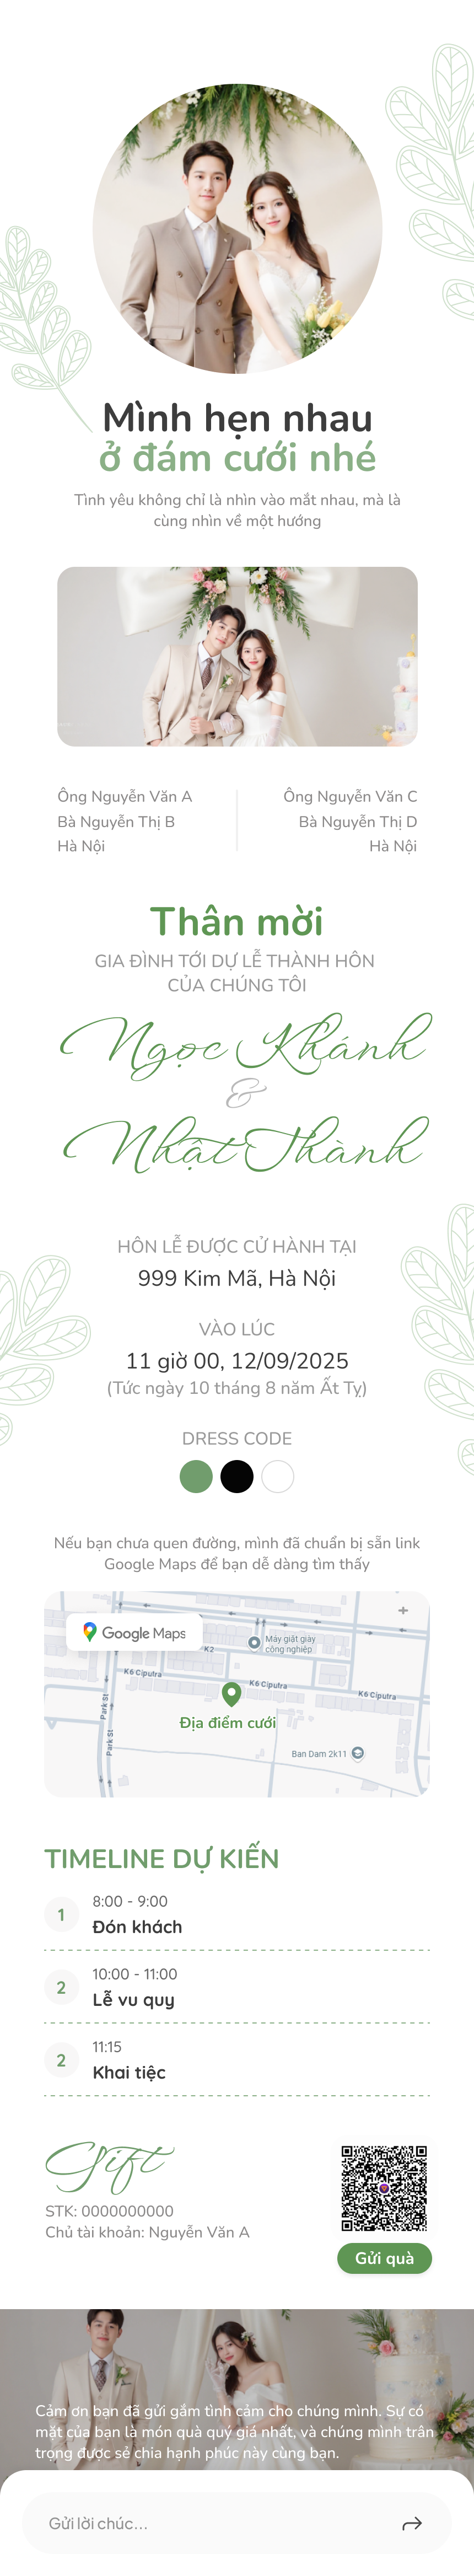 Mình hẹn nhau
ở đám cưới nhé
Tình yêu không chỉ là nhìn vào mắt nhau, mà là
cùng nhìn về một hướng
Ông Nguyễn Văn A
Bà Nguyễn Thị B
Hà Nội
Ông Nguyễn Văn C
Bà Nguyễn Thị D
Hà Nội
Thân mời
GIA ĐÌNH TỚI DỰ LỄ THÀNH HÔN
CỦA CHÚNG TÔI
Ngọc Khánh
&
Nhật Thành
HÔN LỄ ĐƯỢC CỬ HÀNH TẠI
999 Kim Mã, Hà Nội
VÀO LÚC
11 giờ 00, 12/09/2025
(Tức ngày 10 tháng 8 năm Ất Tỵ)
DRESS CODE
Nếu bạn chưa quen đường, mình đã chuẩn bị sẵn link
Google Maps để bạn dễ dàng tìm thấy
Google Maps
Máy giặt giày
công nghiệp
K2
K6 Ciputra
K6 Ciputra
K6 Ciputra
Park St
Park St
Địa điểm cưới
Ban Dam 2k11
TIMELINE DỰ KIẾN
1
8:00 - 9:00
Đón khách
2
10:00 - 11:00
Lễ vu quy
2
11:15
Khai tiệc
Gift
STK: 0000000000
Chủ tài khoản: Nguyễn Văn A
Gửi quà
Cảm ơn bạn đã gửi gắm tình cảm cho chúng mình. Sự có
mặt của bạn là món quà quý giá nhất, và chúng mình trân
trọng được sẻ chia hạnh phúc này cùng bạn.
Gửi lời chúc...